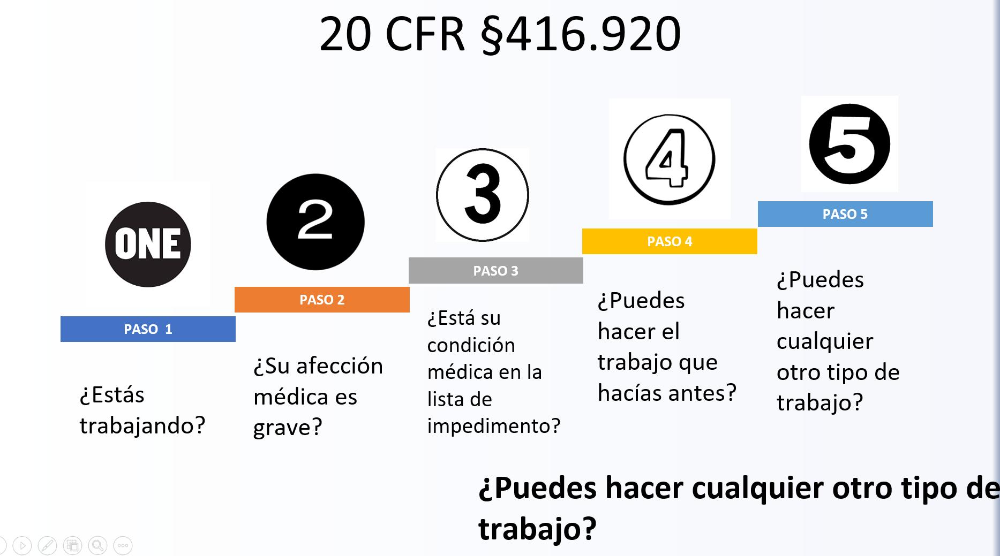 20 CFR §416.920
ONE
PASO  1
¿Estás
trabajando?
2
PASO 2
¿Su afección
médica es
grave?
3
PASO 3
¿Está su
condición
médica en la
lista de
impedimento?
4
PASO 4
¿Puedes
hacer el
trabajo que
hacías antes?
5
PASO 5
¿Puedes
hacer
cualquier
otro tipo de
trabajo?
¿Puedes hacer cualquier otro tipo de
trabajo?